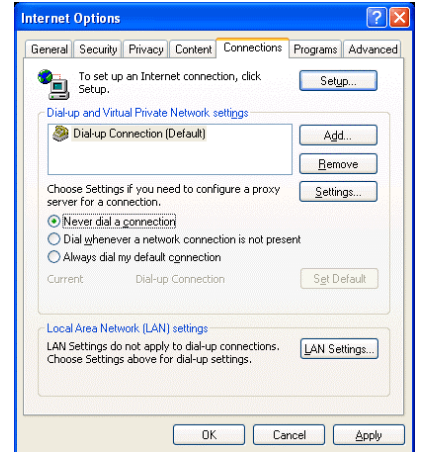 Internet Options
General Security Privacy Content Connections Programs Advanced
To set up an Internet connection, click
Setup.
Setup...
Dial-up and Virtual Private Network settings
Dial-up Connection (Default)
Add...
Remove
Choose Settings if you need to configure a proxy
server for a connection.
Settings...
Never dial a connection
Dial whenever a network connection is not present
Always dial my default connection
Current Dial-up Connection Set Default
Local Area Network (LAN) settings
LAN Settings do not apply to dial-up connections.
Choose Settings above for dial-up settings.
LAN Settings...
OK Cancel Apply